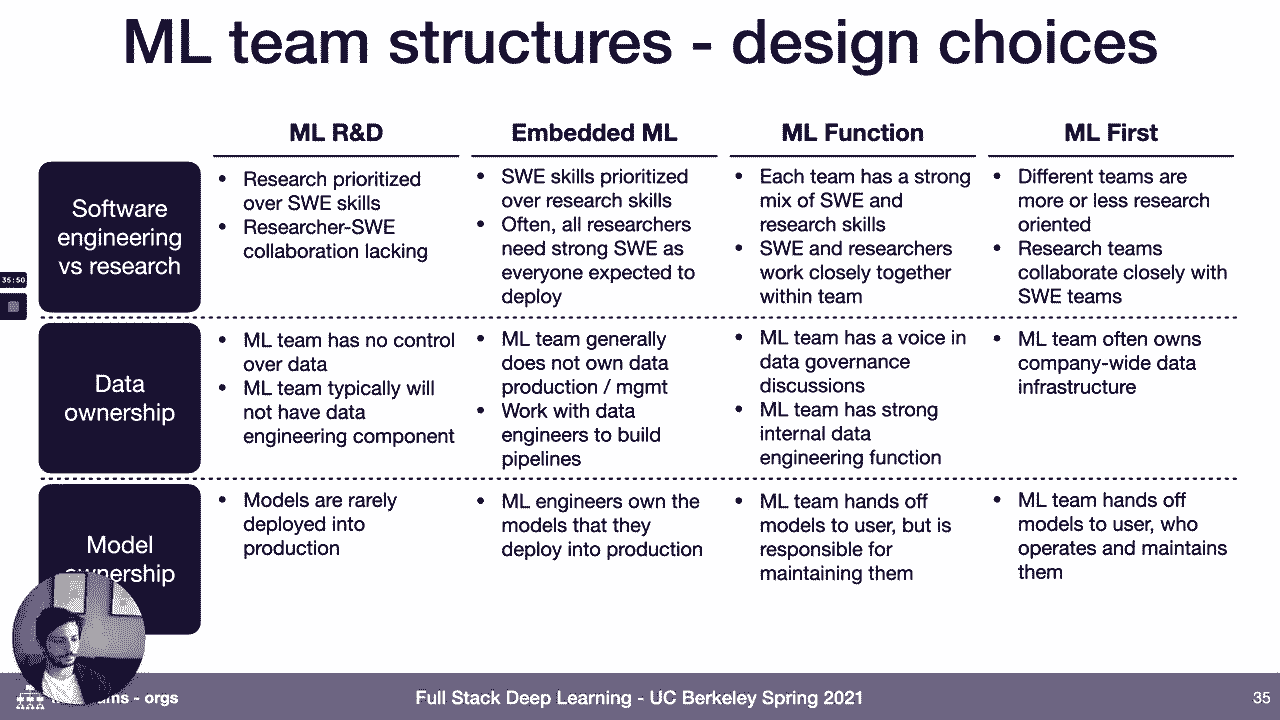 ML team structures - design choices
ML R&D
Embedded ML
ML Function
ML First
Software
engineering
vs research
• Research prioritized
over SWE skills
• Researcher-SWE
collaboration lacking
• SWE skills prioritized
over research skills
• Often, all researchers
need strong SWE as
everyone expected to
deploy
• Each team has a strong
mix of SWE and
research skills
• SWE and researchers
work closely together
within team
• Different teams are
more or less research
oriented
• Research teams
collaborate closely with
SWE teams
35:50
Data
ownership
• ML team has no control
over data
• ML team typically will
not have data
engineering component
• ML team generally
does not own data
production / mgmt
• Work with data
engineers to build
pipelines
• ML team has a voice in
data governance
discussions
• ML team has strong
internal data
engineering function
• ML team often owns
company-wide data
infrastructure
Model
ownership
• Models are rarely
deployed into
production
• ML engineers own the
models that they
deploy into production
• ML team hands off
models to user, but is
responsible for
maintaining them
• ML team hands off
models to user, who
operates and maintains
them
- orgs
Full Stack Deep Learning - UC Berkeley Spring 2021
35